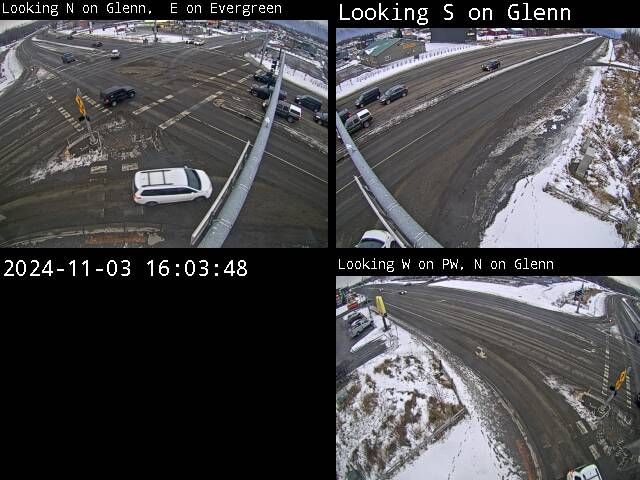 Looking N on Glenn,  E on Evergreen
Looking S on Glenn
2024-11-03 16:03:48
Looking W on PW, N on Glenn